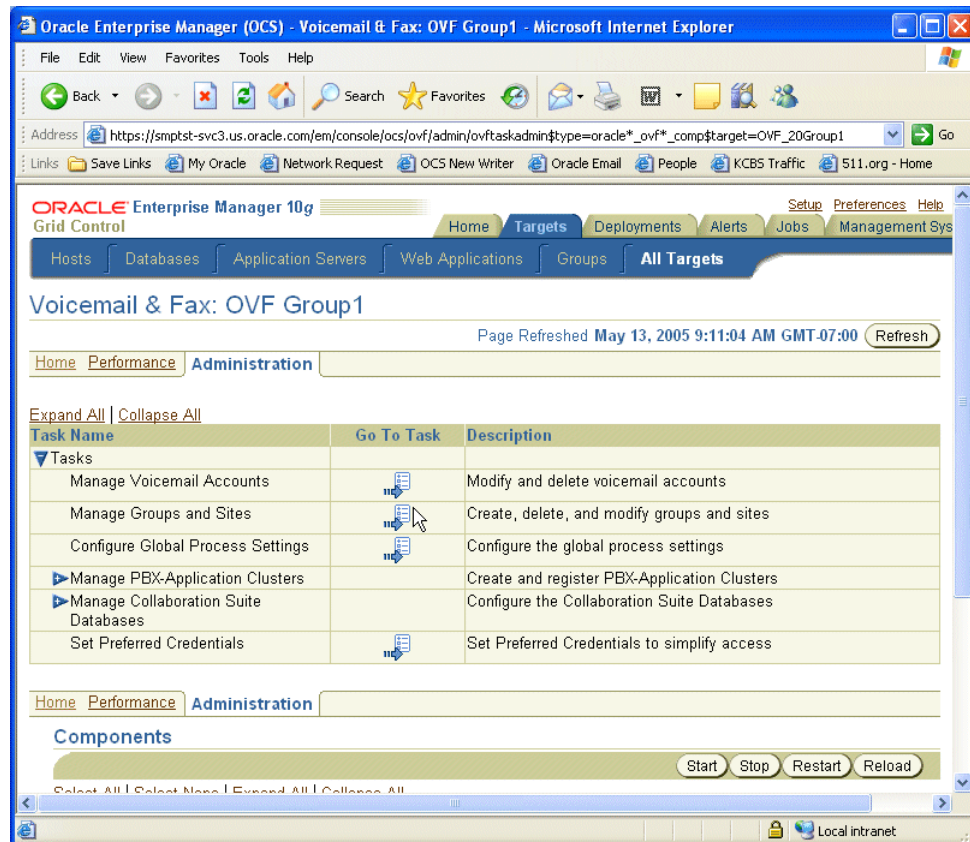 Oracle Enterprise Manager (OCS) - Voicemail & Fax: OVF Group1 - Microsoft Internet Explorer
File Edit View Favorites Tools Help
Back Search Favorites
Address https://smptst-svc3.us.oracle.com/em/console/ocs/ovf/admin/ovftaskadmin$type=oracle*_ovf*_comp$target=OVF_20Group1 Go
Links Save Links My Oracle Network Request OCS New Writer Oracle Email People KCBS Traffic 511.org - Home
ORACLE Enterprise Manager 10g
Grid Control
Setup Preferences Help
Home Targets Deployments Alerts Jobs Management Sys
Hosts Databases Application Servers Web Applications Groups All Targets
Voicemail & Fax: OVF Group1
Page Refreshed May 13, 2005 9:11:04 AM GMT-07:00 Refresh
Home Performance Administration
Expand All | Collapse All
Task Name Go To Task Description
Tasks
Manage Voicemail Accounts Modify and delete voicemail accounts
Manage Groups and Sites Create, delete, and modify groups and sites
Configure Global Process Settings Configure the global process settings
Manage PBX-Application Clusters Create and register PBX-Application Clusters
Manage Collaboration Suite Databases Configure the Collaboration Suite Databases
Set Preferred Credentials Set Preferred Credentials to simplify access
Home Performance Administration
Components
Start Stop Restart Reload
Select All | Select None | Expand All | Collapse All
Local intranet